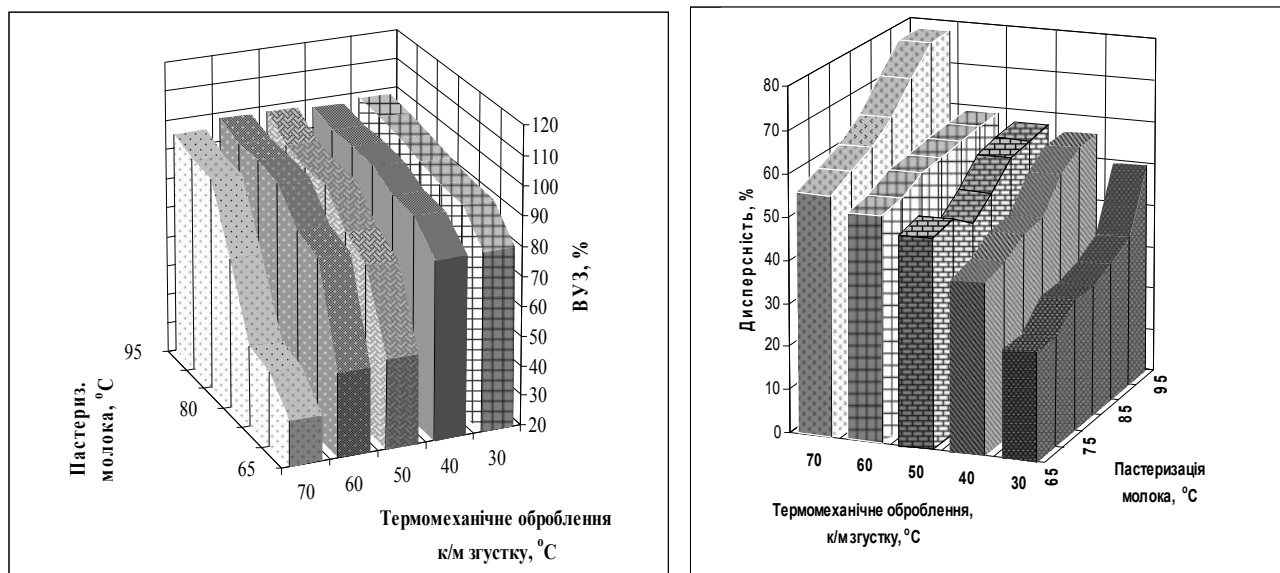 120
110
100
90
80
70
60
50
40
30
20
ВУЗ, %
95
80
65
Пастериз.
молока, °С
70 60 50 40 30
Термомеханічне оброблення
к/м згустку, °С
80
70
60
50
40
30
20
10
0
Дисперсність, %
70 60 50 40 30
65 75 85 95
Пастеризація
молока, °С
Термомеханічне оброблення,
к/м згустку, °С